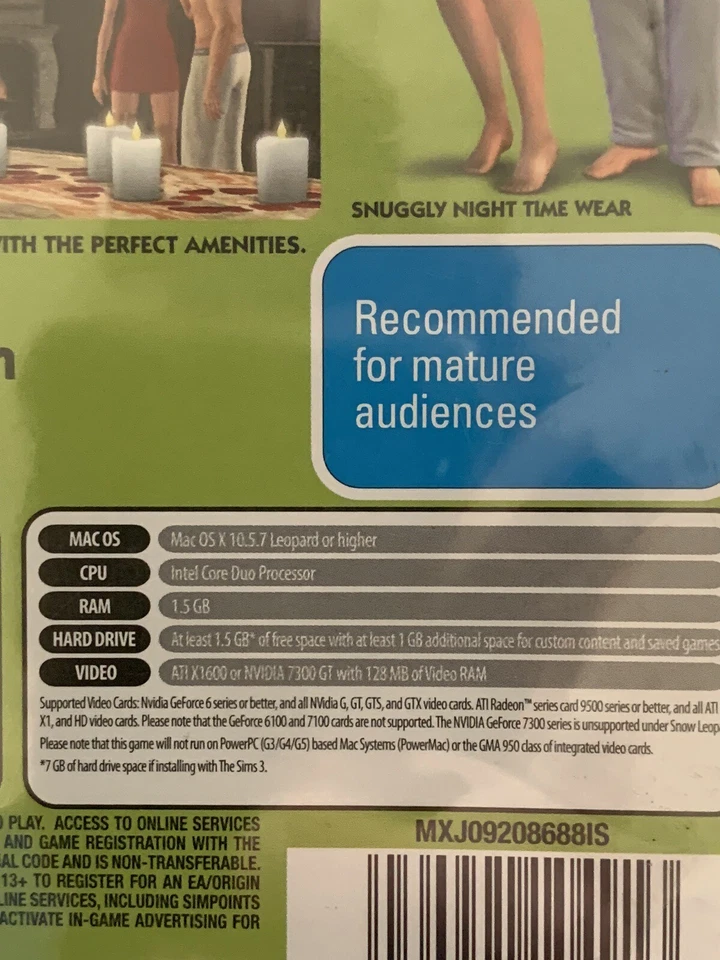 SNUGGLY NIGHT TIME WEAR
WITH THE PERFECT AMENITIES.
Recommended
for mature
audiences
MAC OS Mac OS X 10.5.7 Leopard or higher
CPU Intel Core Duo Processor
RAM 1.5 GB
HARD DRIVE At least 1.5 GB* of free space with at least 1 GB additional space for custom content and saved games
VIDEO ATI X1600 or NVIDIA 7300 GT with 128 MB of Video RAM
Supported Video Cards: Nvidia GeForce 6 series or better, and all NVidia G, GT, GTS, and GTX video cards. ATI Radeon™ series card 9500 series or better, and all ATI
X1, and HD video cards. Please note that the GeForce 6100 and 7100 cards are not supported. The NVIDIA GeForce 7300 series is unsupported under Snow Leop
Please note that this game will not run on PowerPC (G3/G4/G5) based Mac Systems (PowerMac) or the GMA 950 class of integrated video cards.
*7 GB of hard drive space if installing with The Sims 3.
PLAY. ACCESS TO ONLINE SERVICES
AND GAME REGISTRATION WITH THE
AL CODE AND IS NON-TRANSFERABLE.
13+ TO REGISTER FOR AN EA/ORIGIN
LINE SERVICES, INCLUDING SIMPOINTS
ACTIVATE IN-GAME ADVERTISING FOR
MXJ09208688IS